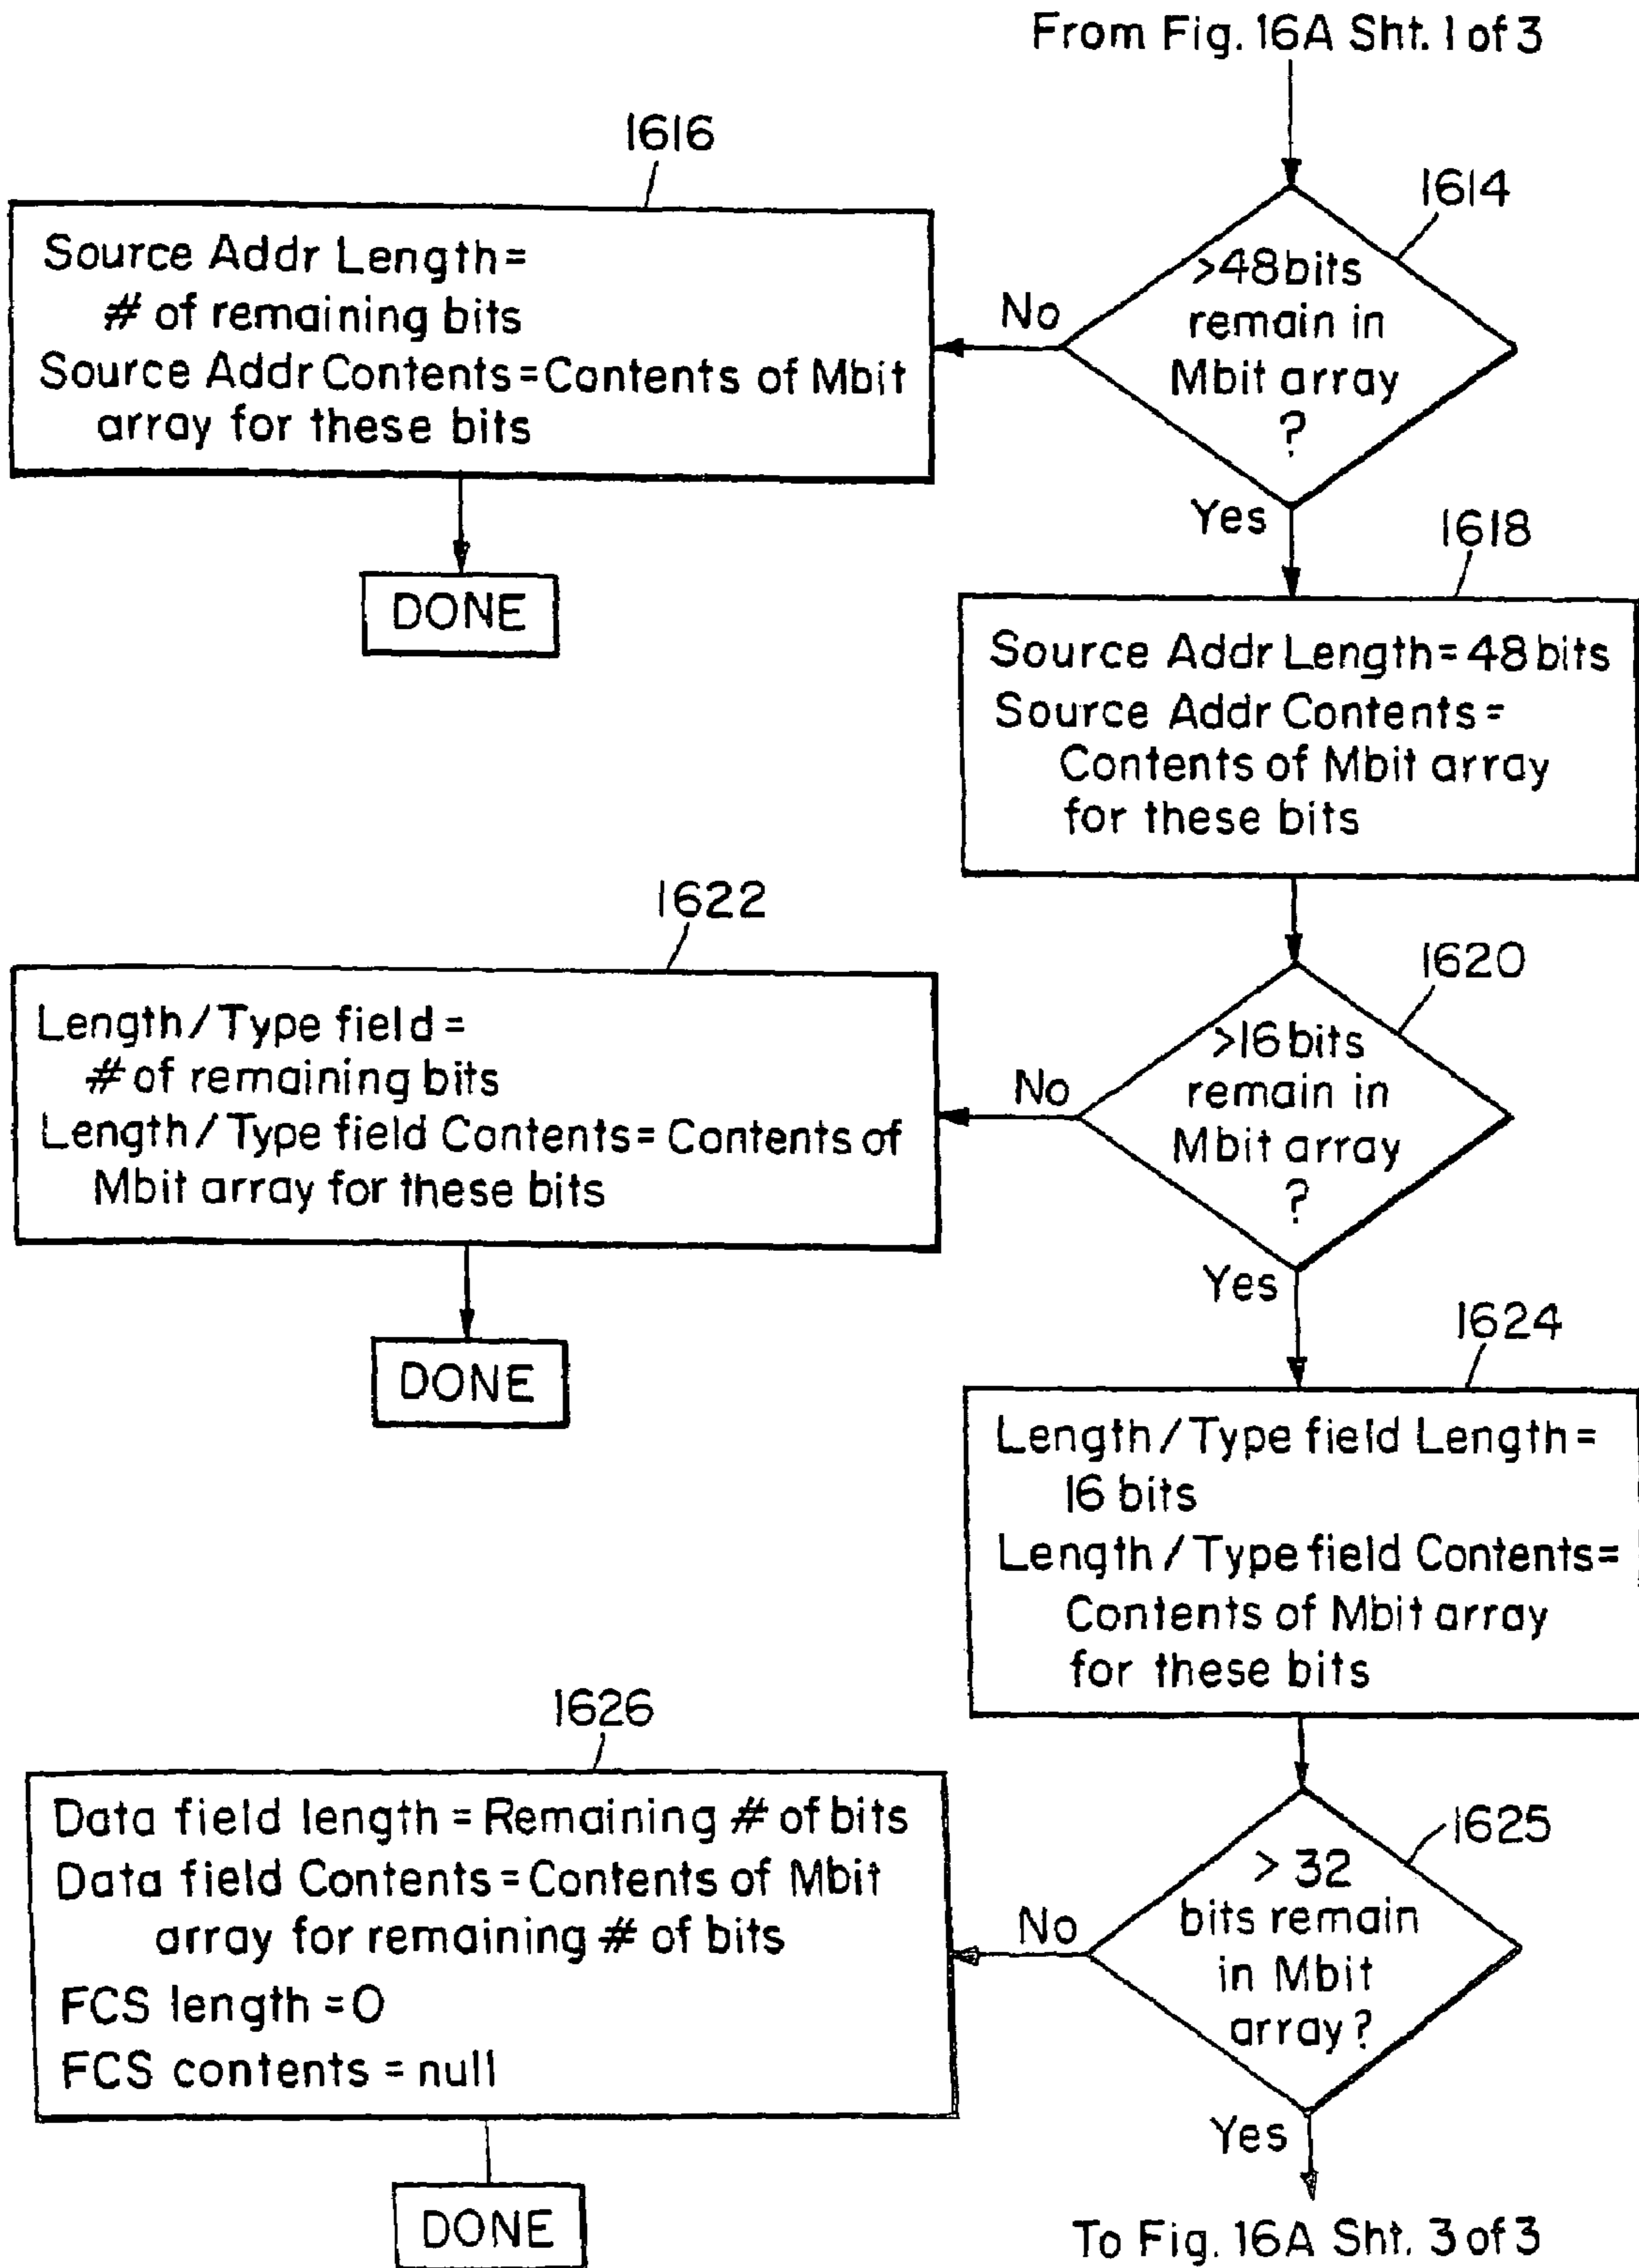 From Fig. 16A Sht. 1 of 3
1614
>48 bits
remain in
Mbit array
?
No
Yes
1616
Source Addr Length=
# of remaining bits
Source Addr Contents=Contents of Mbit
array for these bits
DONE
1618
Source Addr Length=48 bits
Source Addr Contents=
Contents of Mbit array
for these bits
1620
>16 bits
remain in
Mbit array
?
No
Yes
1622
Length/Type field=
# of remaining bits
Length/Type field Contents=Contents of
Mbit array for these bits
DONE
1624
Length/Type field Length=
16 bits
Length/Type field Contents=
Contents of Mbit array
for these bits
1625
> 32
bits remain
in Mbit
array?
No
Yes
1626
Data field length=Remaining # of bits
Data field Contents=Contents of Mbit
array for remaining # of bits
FCS length=0
FCS contents = null
DONE
To Fig. 16A Sht. 3 of 3